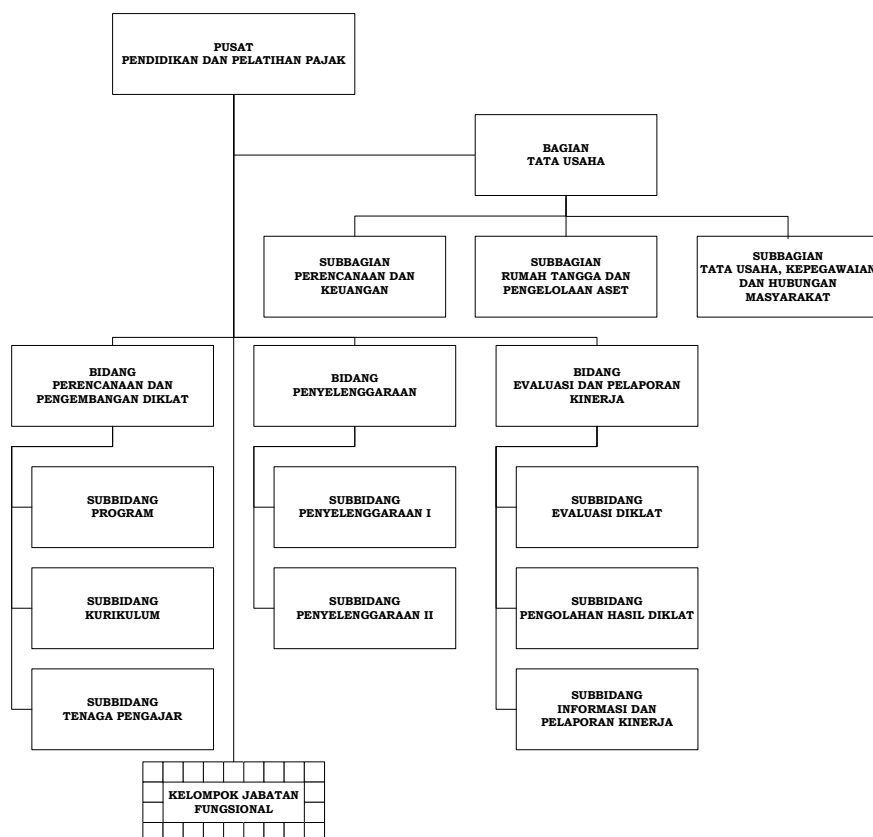 PUSAT
PENDIDIKAN DAN PELATIHAN PAJAK
BAGIAN
TATA USAHA
SUBBAGIAN
PERENCANAAN DAN
KEUANGAN
SUBBAGIAN
RUMAH TANGGA DAN
PENGELOLAAN ASET
SUBBAGIAN
TATA USAHA, KEPEGAWAIAN
DAN HUBUNGAN
MASYARAKAT
BIDANG
PERENCANAAN DAN
PENGEMBANGAN DIKLAT
BIDANG
PENYELENGGARAAN
BIDANG
EVALUASI DAN PELAPORAN
KINERJA
SUBBIDANG
PROGRAM
SUBBIDANG
PENYELENGGARAAN I
SUBBIDANG
EVALUASI DIKLAT
SUBBIDANG
KURIKULUM
SUBBIDANG
PENYELENGGARAAN II
SUBBIDANG
PENGOLAHAN HASIL DIKLAT
SUBBIDANG
TENAGA PENGAJAR
SUBBIDANG
INFORMASI DAN
PELAPORAN KINERJA
KELOMPOK JABATAN
FUNGSIONAL